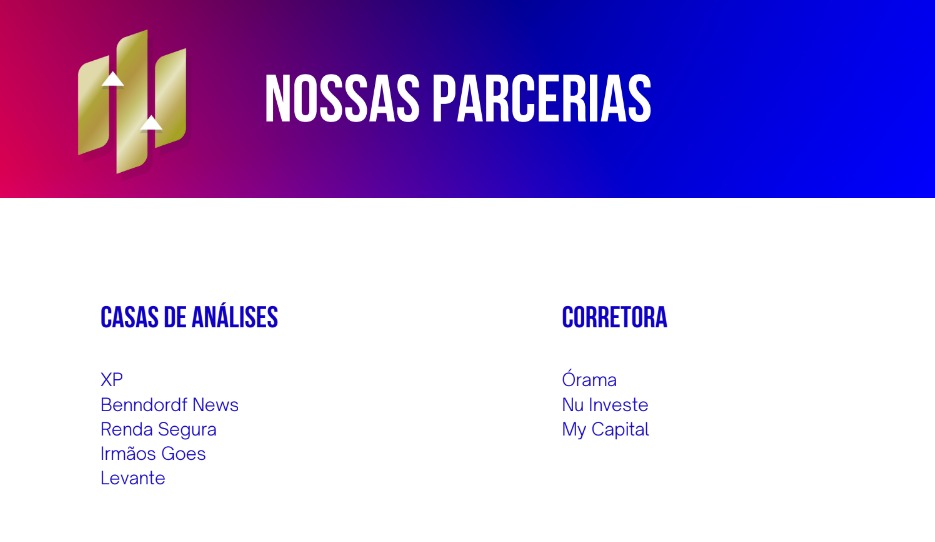 NOSSAS PARCERIAS
CASAS DE ANÁLISES
XP
Benndordf News
Renda Segura
Irmãos Goes
Levante
CORRETORA
Órama
Nu Investe
My Capital